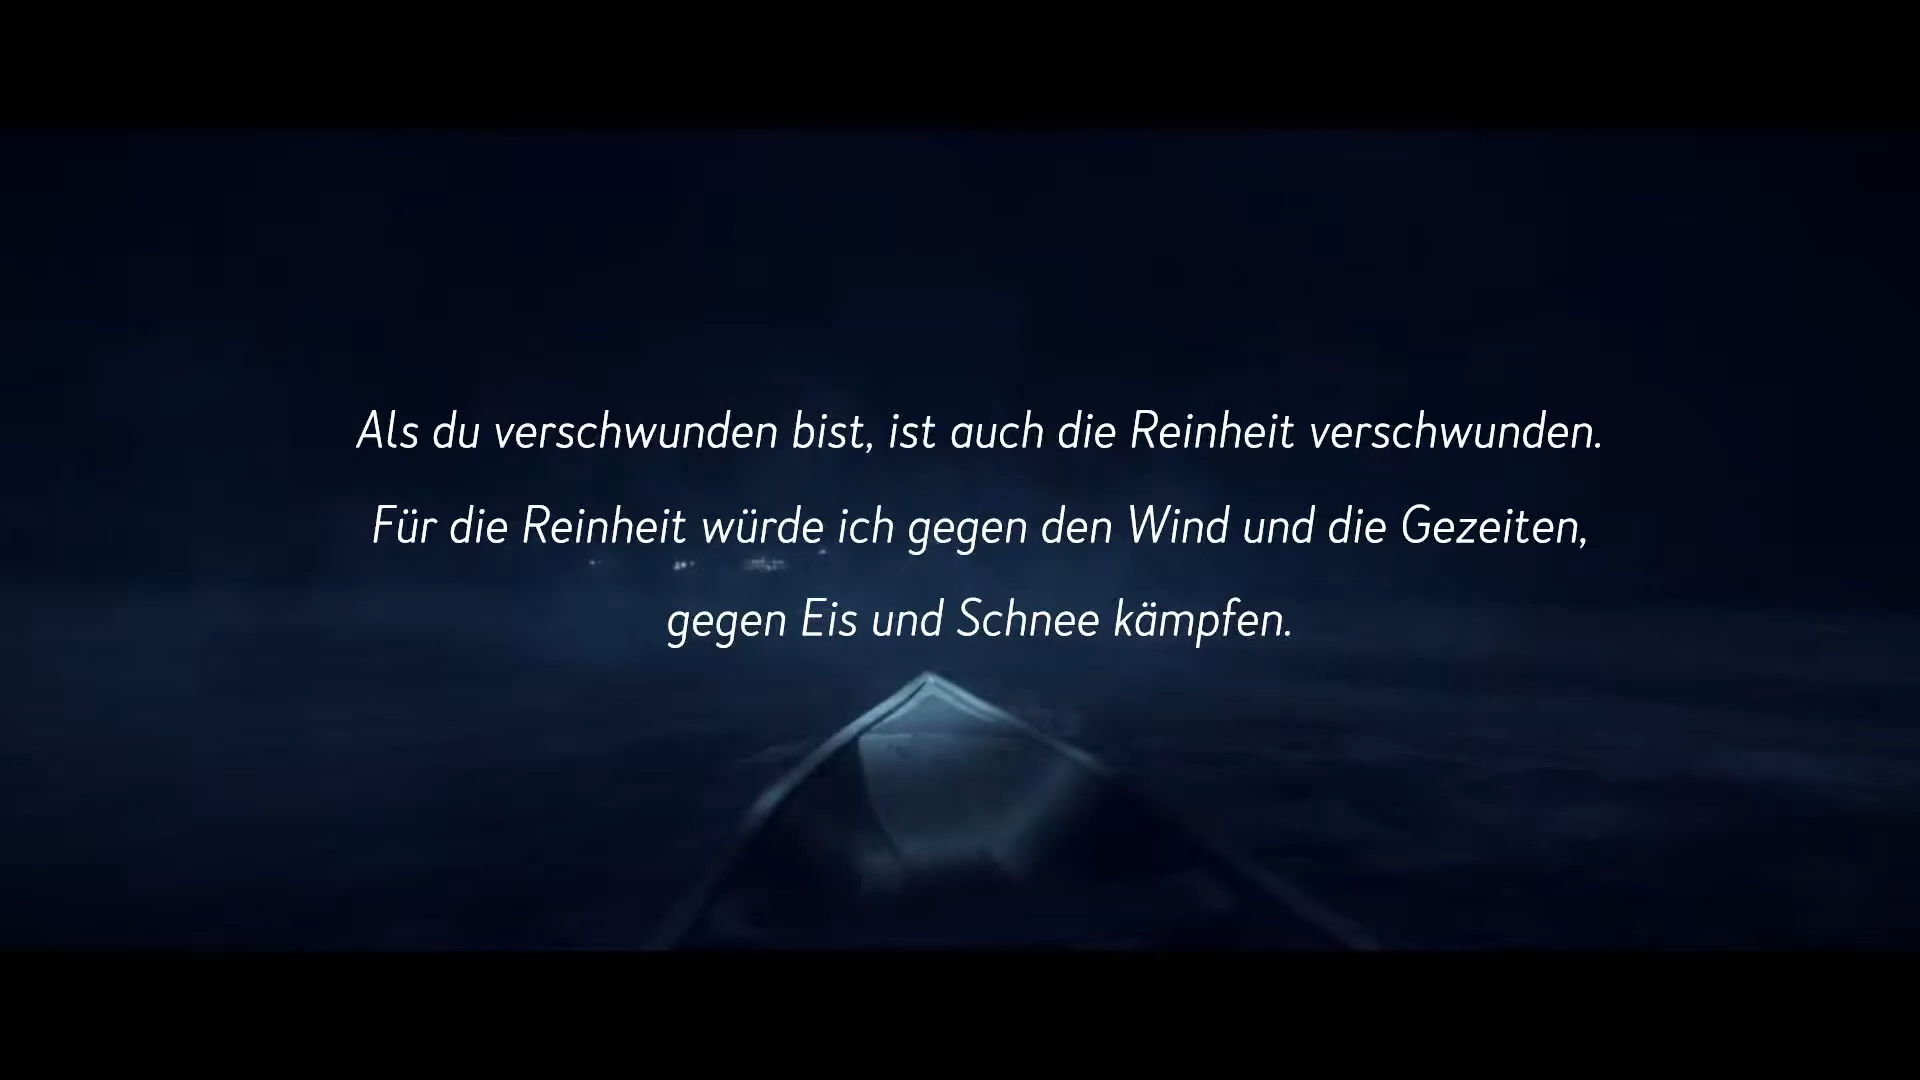 Als du verschwunden bist, ist auch die Reinheit verschwunden.
Für die Reinheit würde ich gegen den Wind und die Gezeiten,
gegen Eis und Schnee kämpfen.